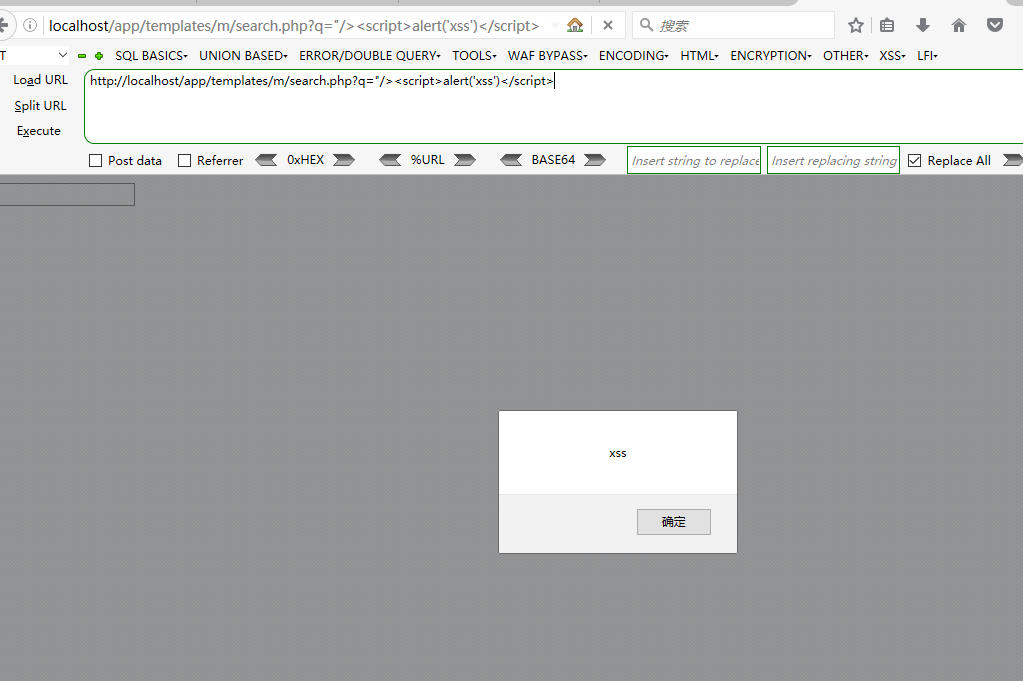 localhost/app/templates/m/search.php?q="/><script>alert('xss')</script>
搜索
T
SQL BASICS UNION BASED ERROR/DOUBLE QUERY TOOLS WAF BYPASS ENCODING HTML ENCRYPTION OTHER XSS LFI
Load URL
http://localhost/app/templates/m/search.php?q="/><script>alert('xss')</script>
Split URL
Execute
Post data Referrer 0xHEX %URL BASE64 Insert string to replace Insert replacing string Replace All
xss
确定